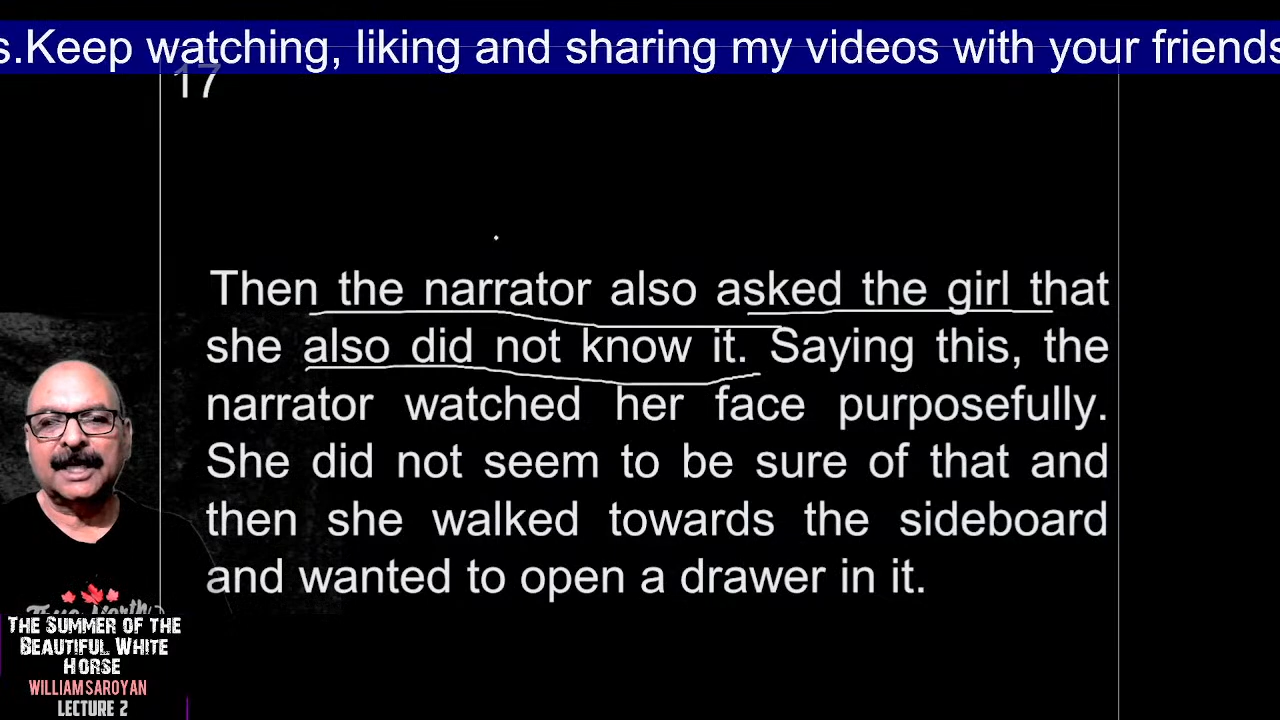 s.Keep watching, liking and sharing my videos with your friends
17
Then the narrator also asked the girl that
she also did not know it. Saying this, the
narrator watched her face purposefully.
She did not seem to be sure of that and
then she walked towards the sideboard
and wanted to open a drawer in it.
The Summer of the
Beautiful White
Horse
WILLIAM SAROYAN
LECTURE 2